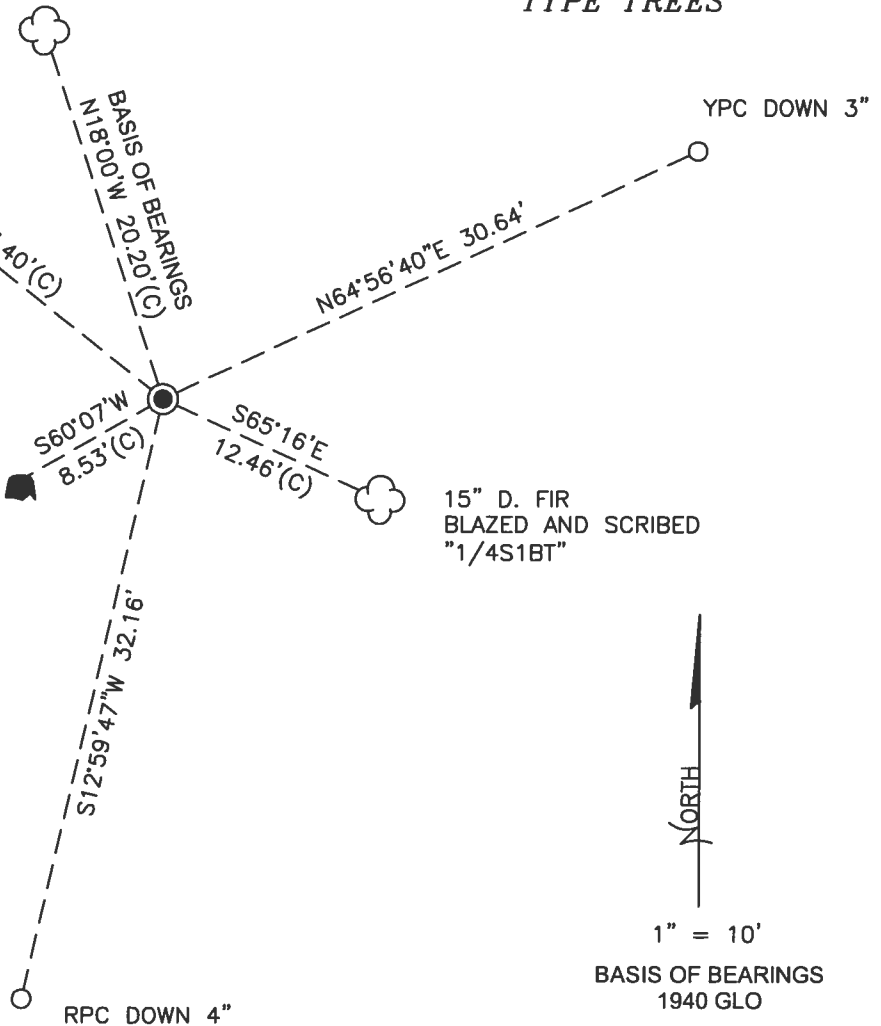 TYPE TREES
YPC DOWN 3"
BASIS OF BEARINGS
N18°00'W 20.20'(C)
40'(C)
N64°56'40"E 30.64'
S60°07'W
8.53'(C)
S65°16'E
12.46'(C)
15" D. FIR
BLAZED AND SCRIBED
"1/4S1BT"
S12°59'47"W 32.16'
NORTH
1" = 10'
BASIS OF BEARINGS
1940 GLO
RPC DOWN 4"